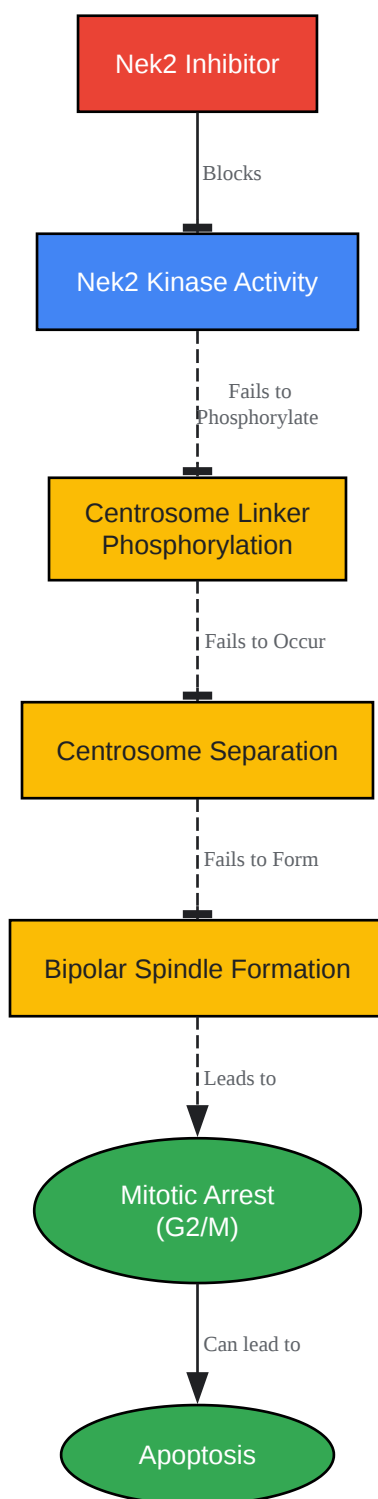 Nek2 Inhibitor
Blocks
Nek2 Kinase Activity
Fails to
Phosphorylate
Centrosome Linker
Phosphorylation
Fails to Occur
Centrosome Separation
Fails to Form
Bipolar Spindle Formation
Leads to
Mitotic Arrest
(G2/M)
Can lead to
Apoptosis